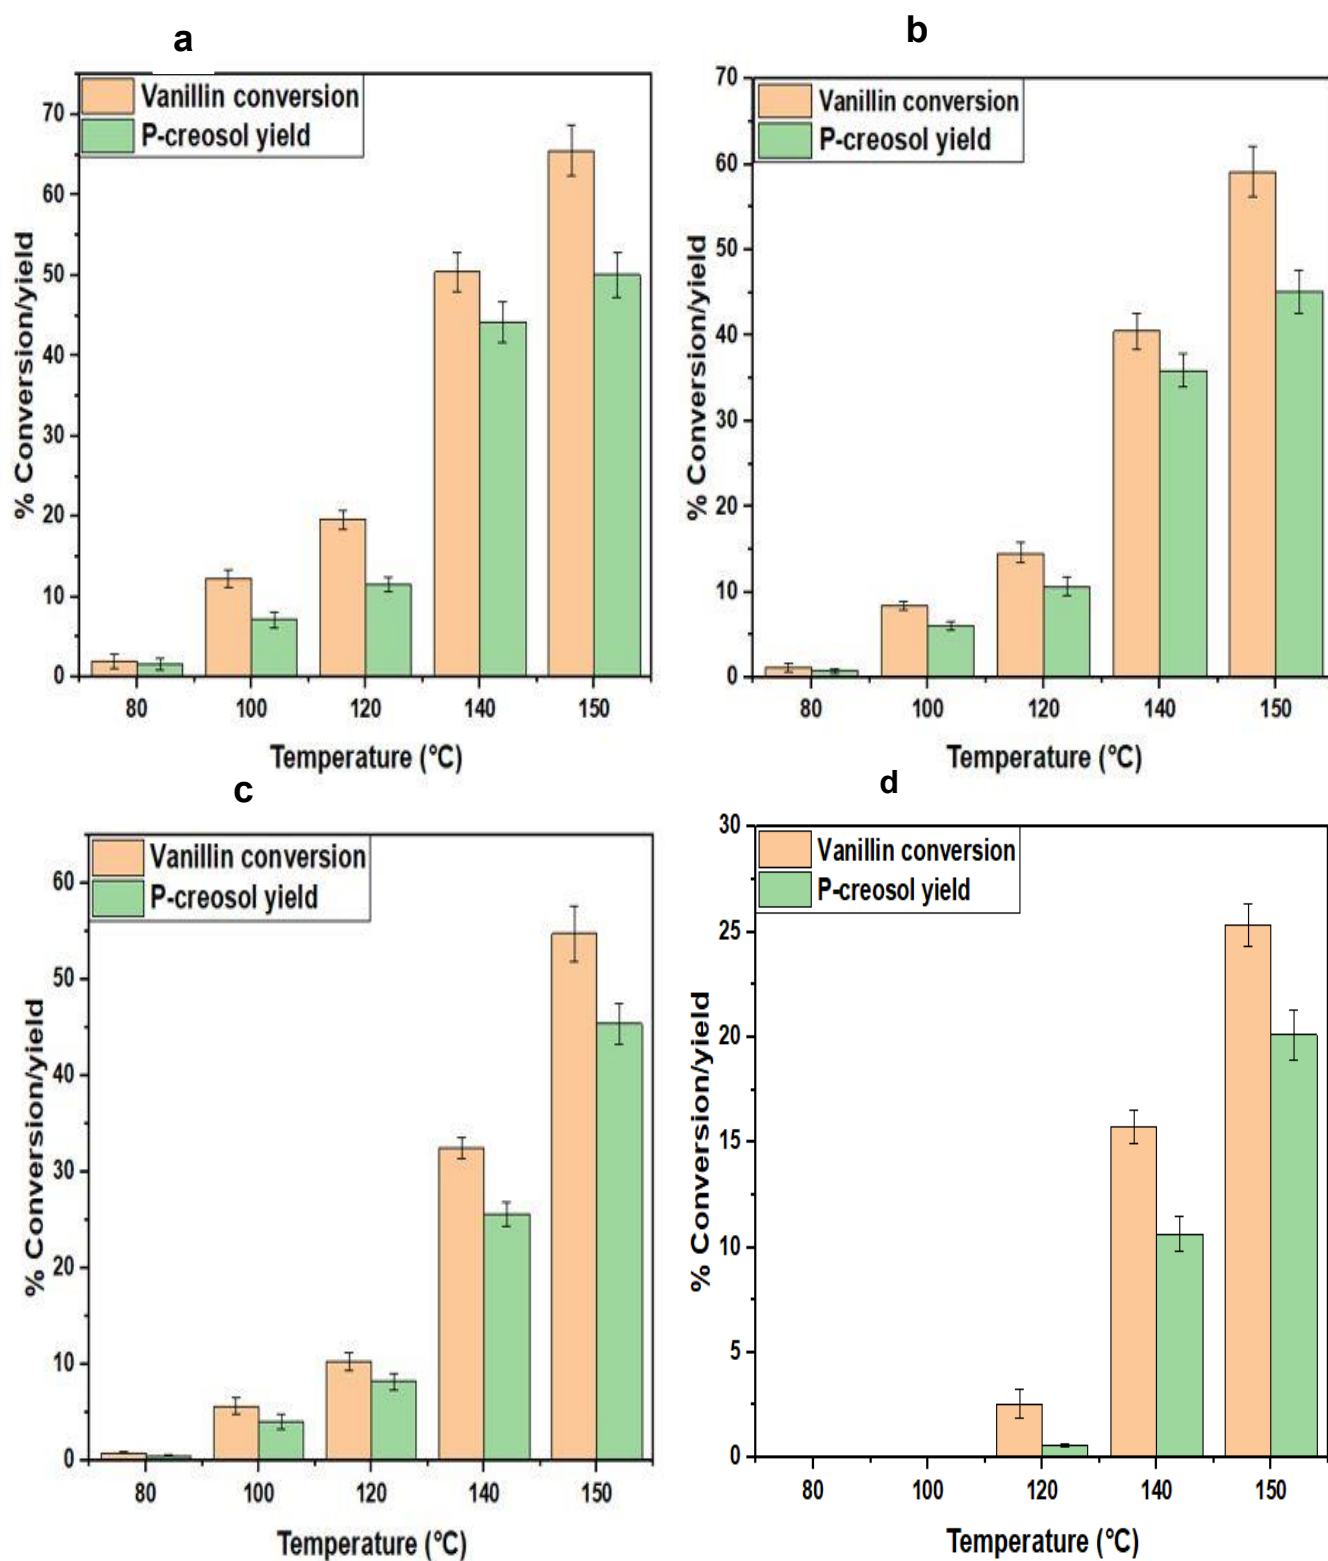 a
Vanillin conversion
P-creosol yield
70
60
50
40
30
20
10
0
% Conversion/yield
80 100 120 140 150
Temperature (°C)
b
70
Vanillin conversion
P-creosol yield
60
50
40
30
20
10
0
% Conversion/yield
80 100 120 140 150
Temperature (°C)
c
Vanillin conversion
P-creosol yield
60
50
40
30
20
10
0
% Conversion/yield
80 100 120 140 150
Temperature (°C)
d
30
Vanillin conversion
P-creosol yield
25
20
15
10
5
0
% Conversion/yield
80 100 120 140 150
Temperature (°C)